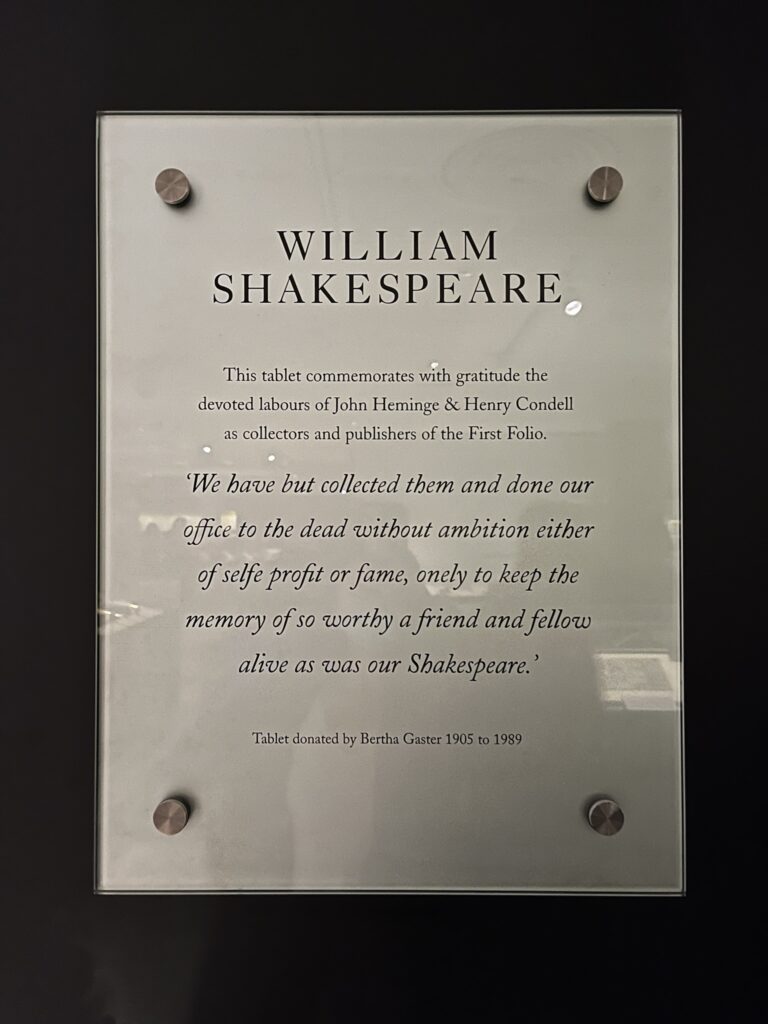 WILLIAM
SHAKESPEARE
This tablet commemorates with gratitude the
devoted labours of John Heminge & Henry Condell
as collectors and publishers of the First Folio.
‘We have but collected them and done our
office to the dead without ambition either
of selfe profit or fame, onely to keep the
memory of so worthy a friend and fellow
alive as was our Shakespeare.’
Tablet donated by Bertha Gaster 1905 to 1989